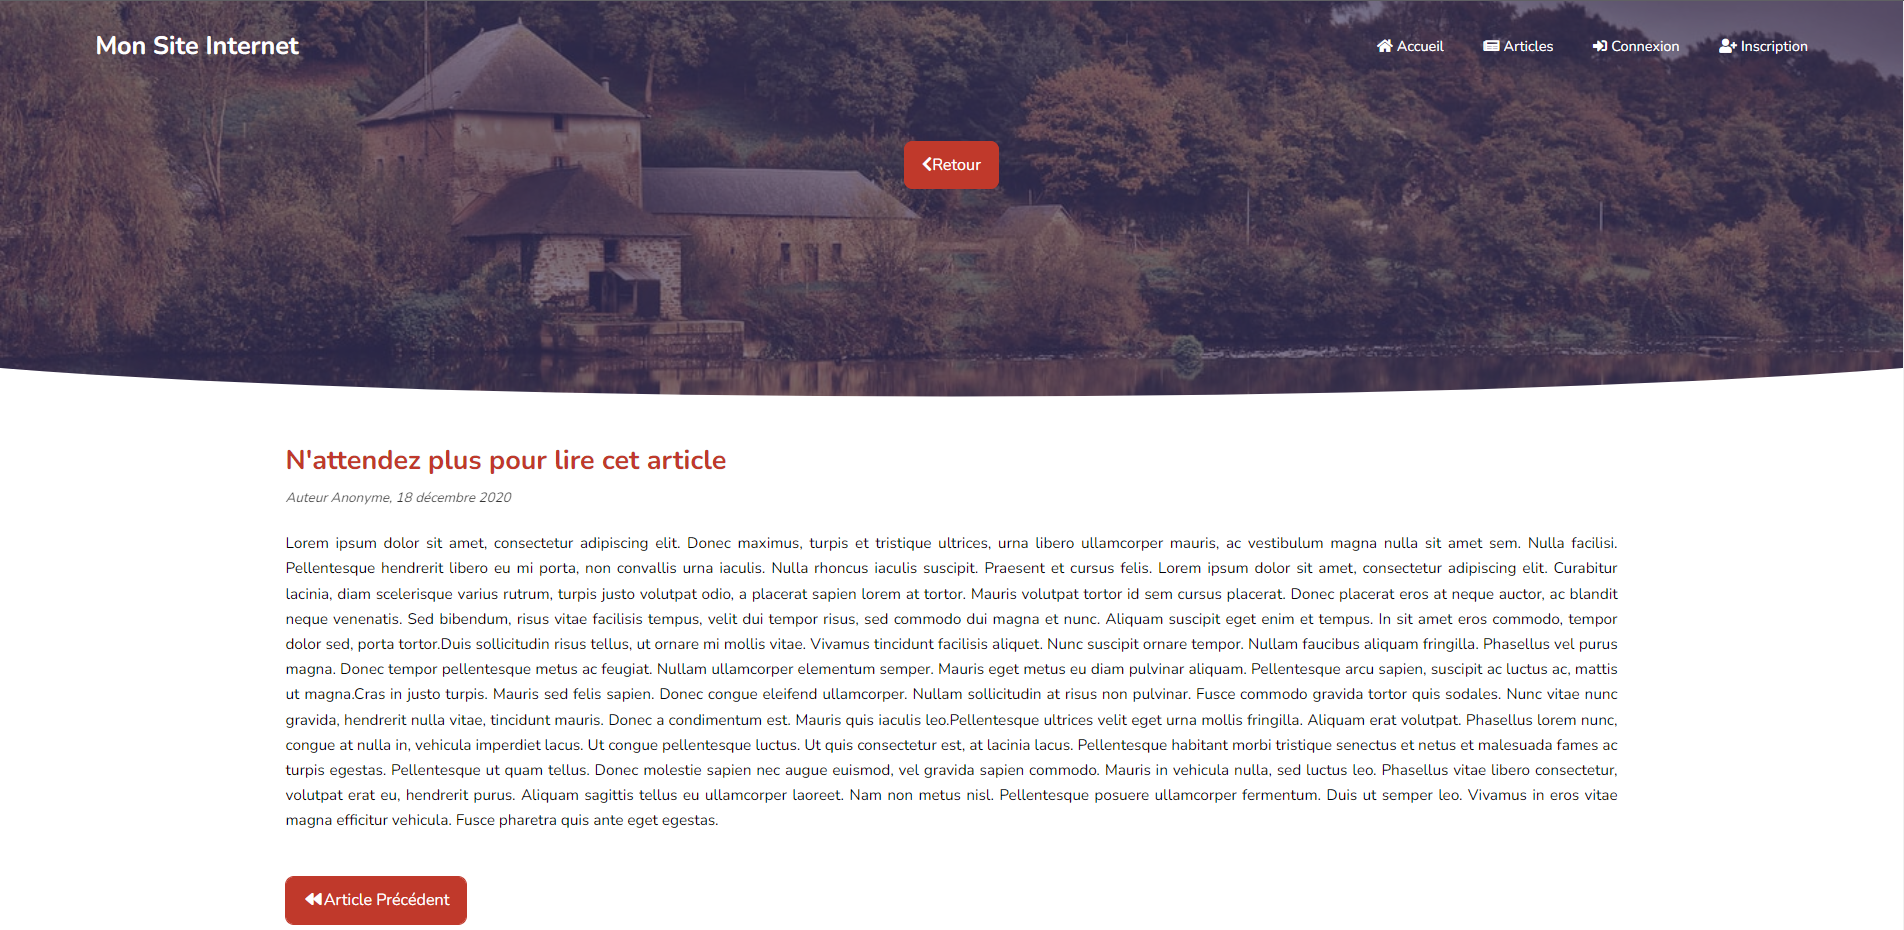 Mon Site Internet
Accueil
Articles
Connexion
Inscription
Retour
N'attendez plus pour lire cet article
Auteur Anonyme, 18 décembre 2020
Lorem ipsum dolor sit amet, consectetur adipiscing elit. Donec maximus, turpis et tristique ultrices, urna libero ullamcorper mauris, ac vestibulum magna nulla sit amet sem. Nulla facilisi.
Pellentesque hendrerit libero eu mi porta, non convallis urna iaculis. Nulla rhoncus iaculis suscipit. Praesent et cursus felis. Lorem ipsum dolor sit amet, consectetur adipiscing elit. Curabitur
lacinia, diam scelerisque varius rutrum, turpis justo volutpat odio, a placerat sapien lorem at tortor. Mauris volutpat tortor id sem cursus placerat. Donec placerat eros at neque auctor, ac blandit
neque venenatis. Sed bibendum, risus vitae facilisis tempus, velit dui tempor risus, sed commodo dui magna et nunc. Aliquam suscipit eget enim et tempus. In sit amet eros commodo, tempor
dolor sed, porta tortor.Duis sollicitudin risus tellus, ut ornare mi mollis vitae. Vivamus tincidunt facilisis aliquet. Nunc suscipit ornare tempor. Nullam faucibus aliquam fringilla. Phasellus vel purus
magna. Donec tempor pellentesque metus ac feugiat. Nullam ullamcorper elementum semper. Mauris eget metus eu diam pulvinar aliquam. Pellentesque arcu sapien, suscipit ac luctus ac, mattis
ut magna.Cras in justo turpis. Mauris sed felis sapien. Donec congue eleifend ullamcorper. Nullam sollicitudin at risus non pulvinar. Fusce commodo gravida tortor quis sodales. Nunc vitae nunc
gravida, hendrerit nulla vitae, tincidunt mauris. Donec a condimentum est. Mauris quis iaculis leo.Pellentesque ultrices velit eget urna mollis fringilla. Aliquam erat volutpat. Phasellus lorem nunc,
congue at nulla in, vehicula imperdiet lacus. Ut congue pellentesque luctus. Ut quis consectetur est, at lacinia lacus. Pellentesque habitant morbi tristique senectus et netus et malesuada fames ac
turpis egestas. Pellentesque ut quam tellus. Donec molestie sapien nec augue euismod, vel gravida sapien commodo. Mauris in vehicula nulla, sed luctus leo. Phasellus vitae libero consectetur,
volutpat erat eu, hendrerit purus. Aliquam sagittis tellus eu ullamcorper laoreet. Nam non metus nisl. Pellentesque posuere ullamcorper fermentum. Duis ut semper leo. Vivamus in eros vitae
magna efficitur vehicula. Fusce pharetra quis ante eget egestas.
Article Précédent